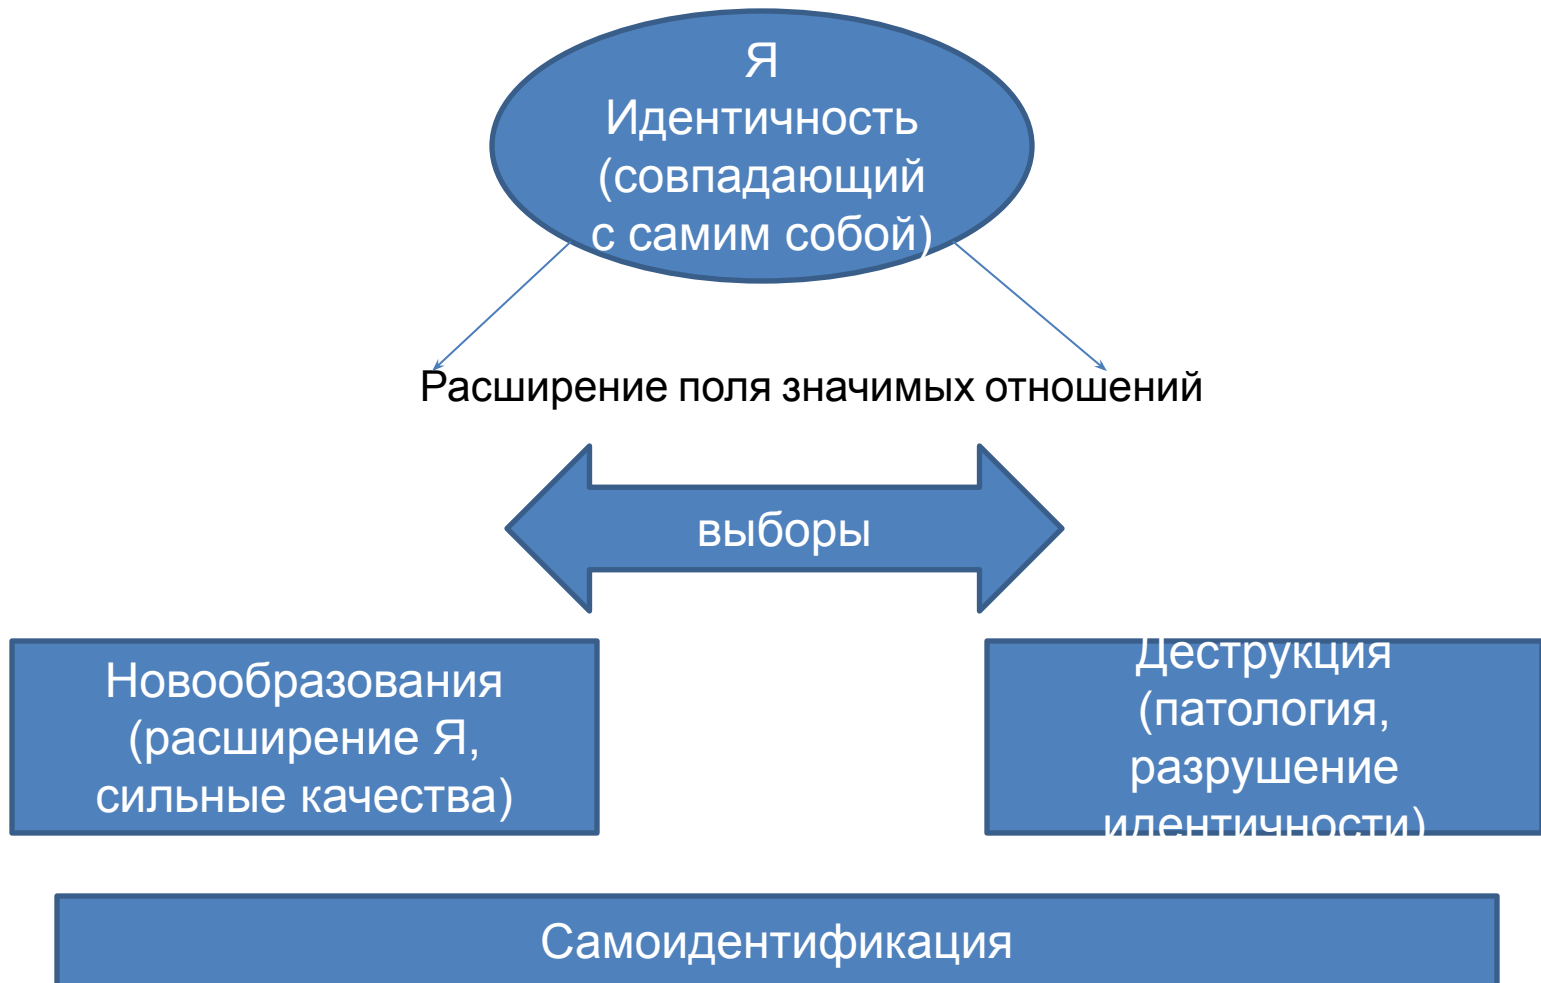 Я
Идентичность
(совпадающий
с самим собой)
Расширение поля значимых отношений
выборы
Новообразования
(расширение Я,
сильные качества)
Деструкция
(патология,
разрушение
идентичности)
Самоидентификация